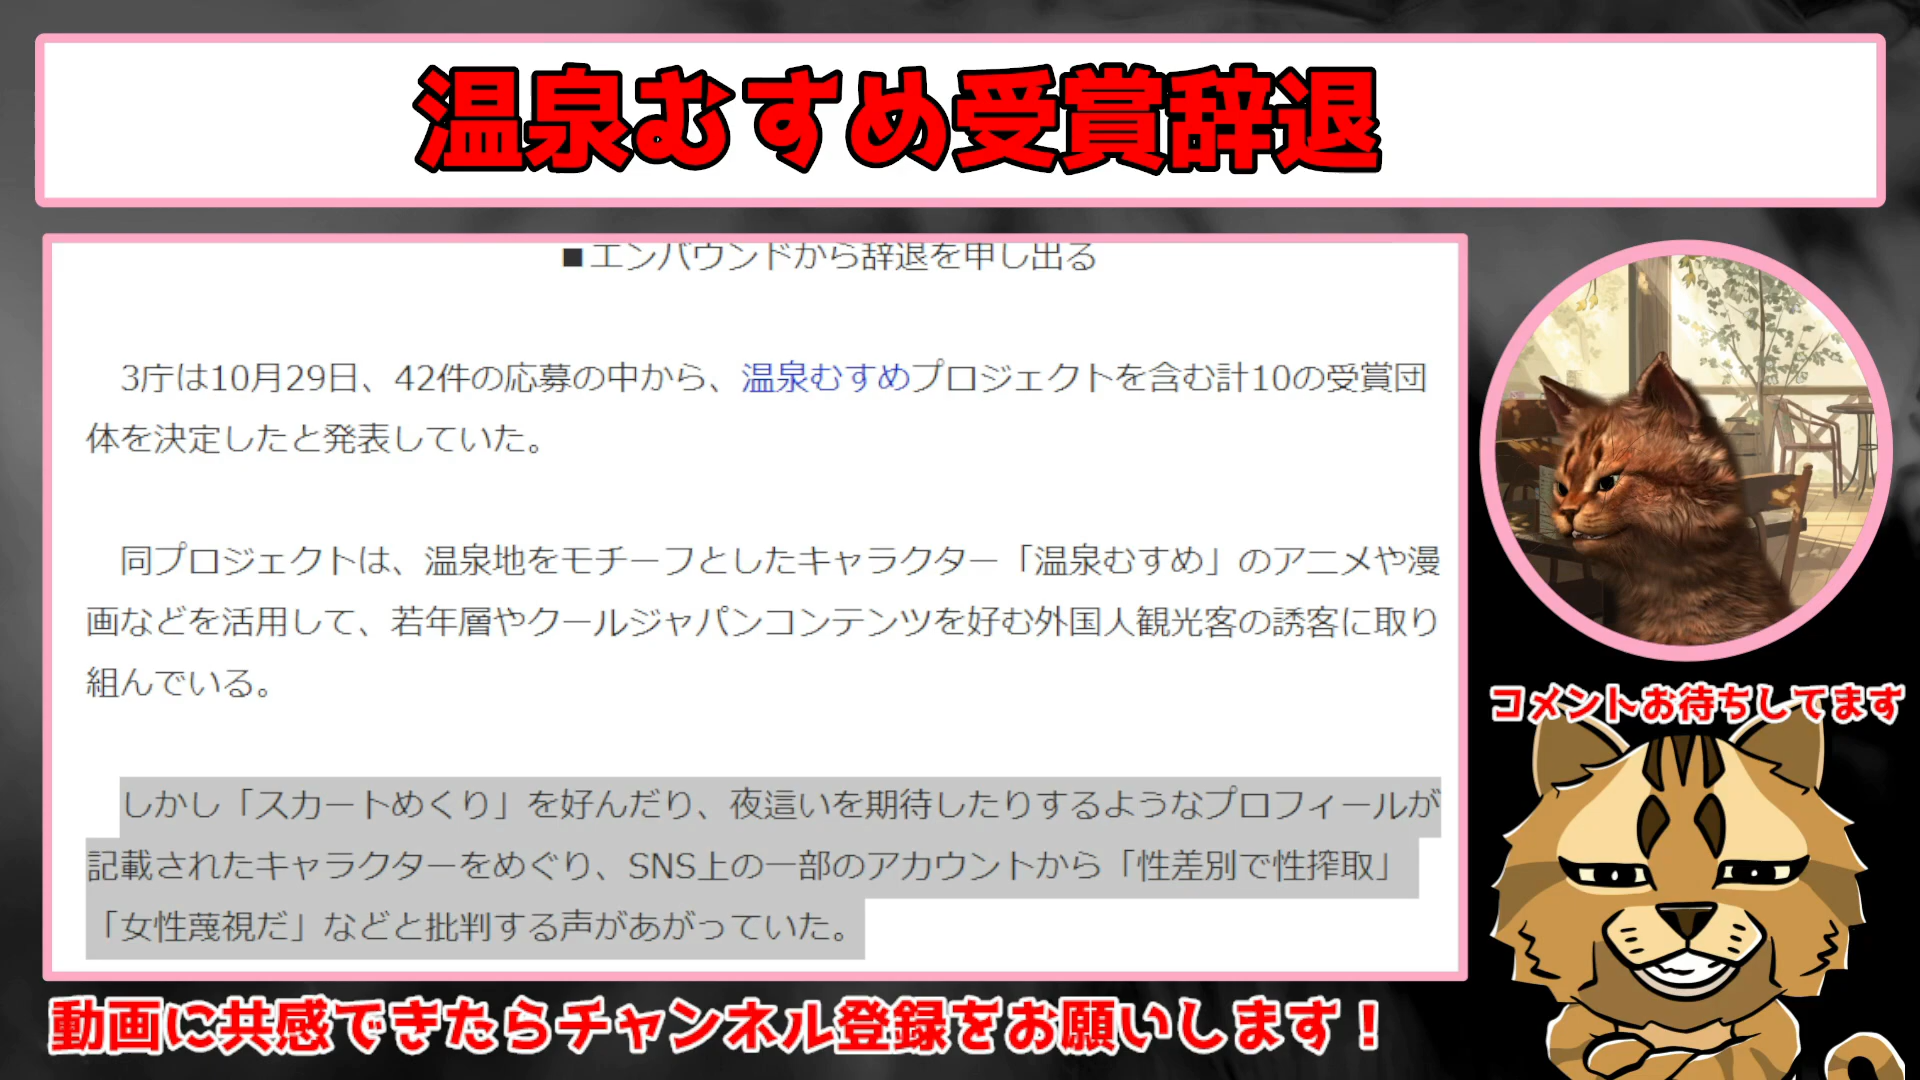 温泉むすめ受賞辞退
■エンバウンドから辞退を申し出る
3庁は10月29日、42件の応募の中から、温泉むすめプロジェクトを含む計10の受賞団
体を決定したと発表していた。
同プロジェクトは、温泉地をモチーフとしたキャラクター「温泉むすめ」のアニメや漫
画などを活用して、若年層やクールジャパンコンテンツを好む外国人観光客の誘客に取り
組んでいる。
しかし「スカートめくり」を好んだり、夜這いを期待したりするようなプロフィールが
記載されたキャラクターをめぐり、SNS上の一部のアカウントから「性差別で性搾取」
「女性蔑視だ」などと批判する声があがっていた。
コメントお待ちしてます
動画に共感できたらチャンネル登録をお願いします！